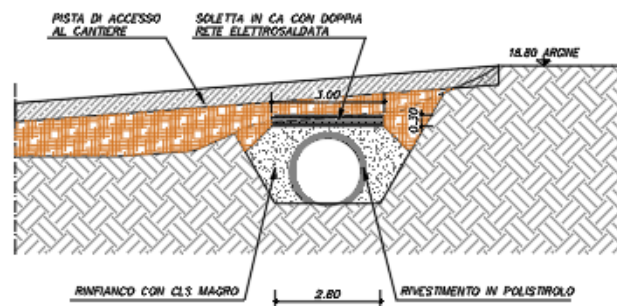 PISTA DI ACCESSO
AL CANTIERE
SOLETTA IN CA CON DOPPIA
RETE ELETTROSALDATA
18.80 ARGINE
3.00
0.30
RINFIANCO CON CLS MAGRO
RIVESTIMENTO IN POLISTIROLO
2.80